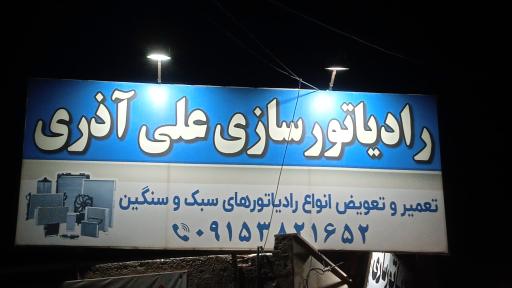 رادیاتورسازی علی آذری
تعمیر و تعویض انواع رادیاتورهای سبک و سنگین
۰۹۱۵۳۸۲۱۶۵۲